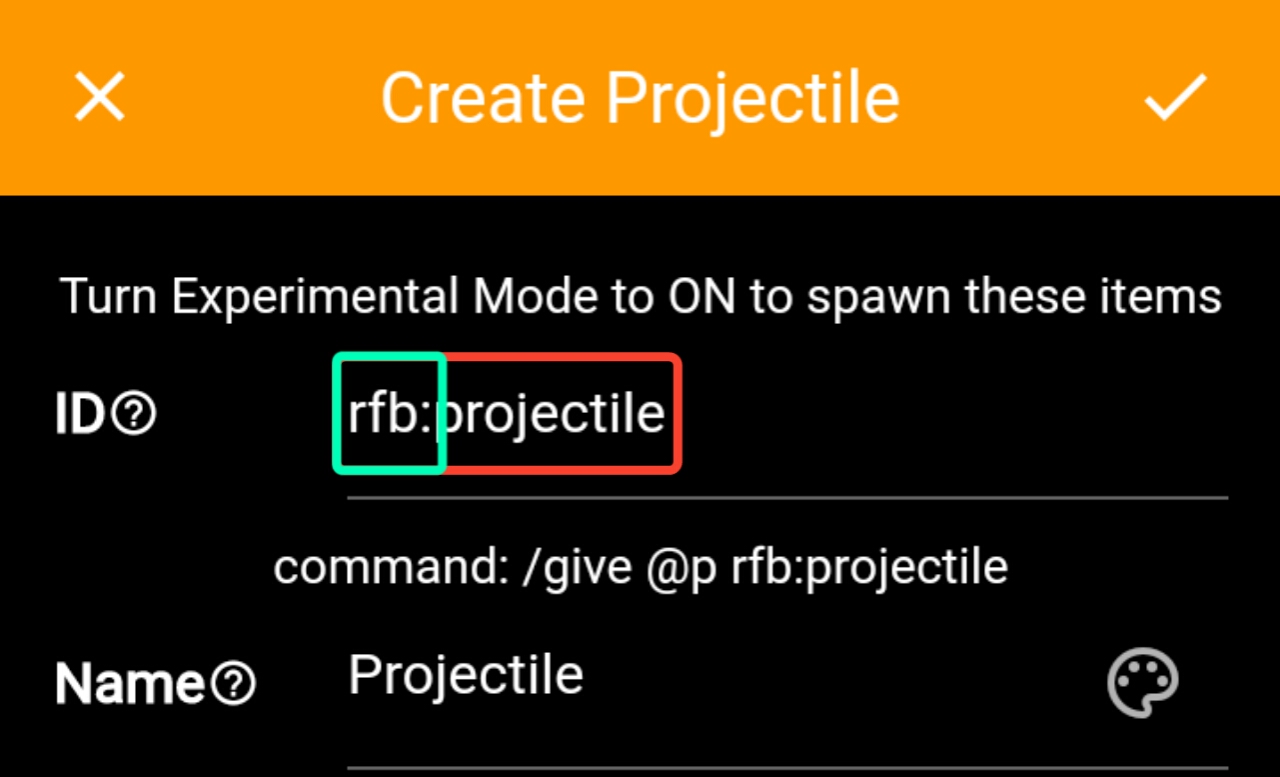 Create Projectile
Turn Experimental Mode to ON to spawn these items
ID?
rfb:projectile
command: /give @p rfb:projectile
Name?
Projectile